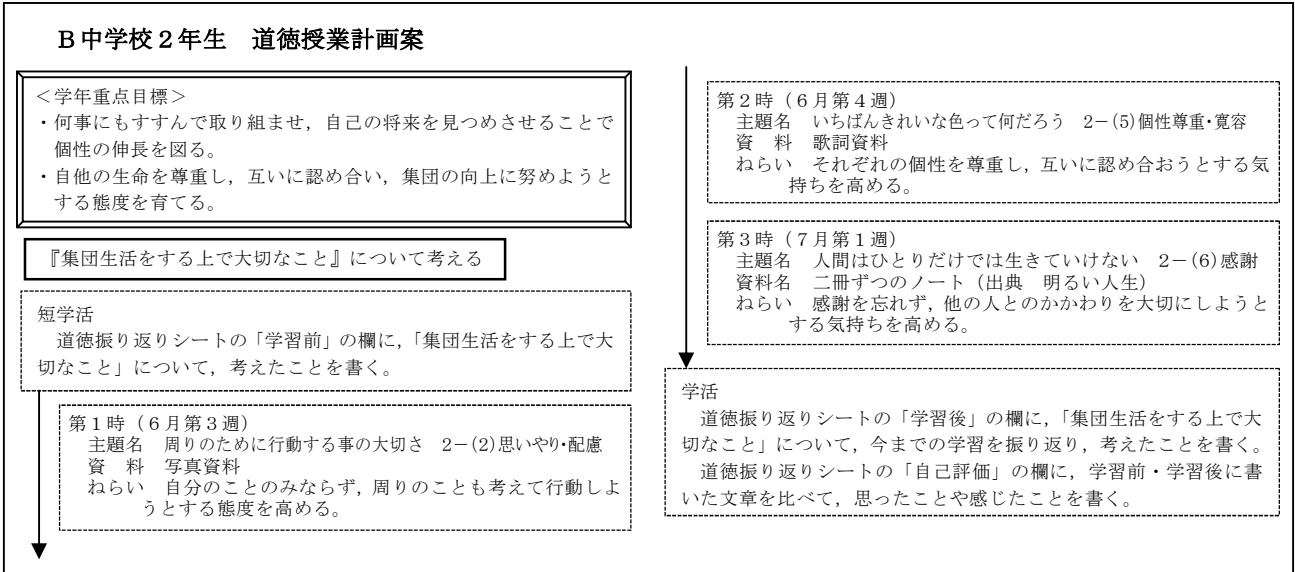 B中学校2年生 道徳授業計画案
＜学年重点目標＞
・何事にもすすんで取り組ませ，自己の将来を見つめさせることで
個性の伸長を図る。
・自他の生命を尊重し，互いに認め合い，集団の向上に努めようと
する態度を育てる。
『集団生活をする上で大切なこと』について考える
短学活
道徳振り返りシートの「学習前」の欄に，「集団生活をする上で大
切なこと」について，考えたことを書く。
第１時（６月第３週）
主題名 周りのために行動する事の大切さ ２－(２)思いやり・配慮
資 料 写真資料
ねらい 自分のことのみならず，周りのことも考えて行動しよ
うとする態度を高める。
第２時（６月第４週）
主題名 いちばんきれいな色って何だろう ２－(５)個性尊重・寛容
資 料 歌詞資料
ねらい それぞれの個性を尊重し，互いに認め合おうとする気
持ちを高める。
第３時（７月第１週）
主題名 人間はひとりだけでは生きていけない ２－(６)感謝
資料名 二冊ずつのノート（出典 明るい人生）
ねらい 感謝を忘れず，他の人とのかかわりを大切にしようと
する気持ちを高める。
学活
道徳振り返りシートの「学習後」の欄に，「集団生活をする上で大
切なこと」について，今までの学習を振り返り，考えたことを書く。
道徳振り返りシートの「自己評価」の欄に，学習前・学習後に書
いた文章を比べて，思ったことや感じたことを書く。